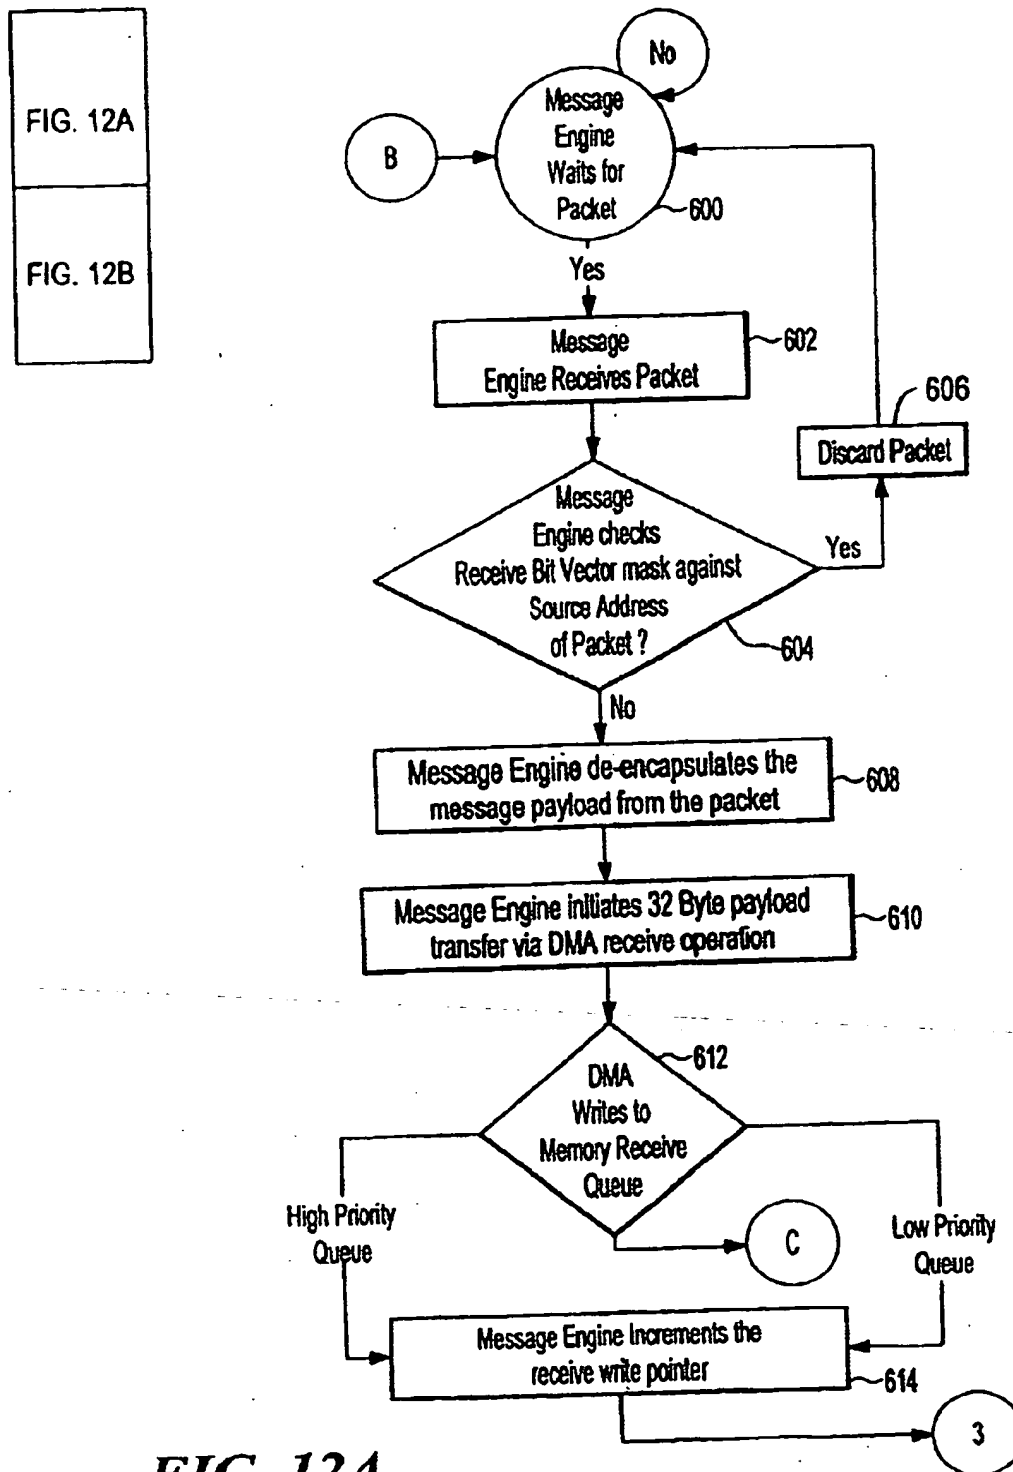 FIG. 12A
FIG. 12B
No
Message
Engine
Waits for
Packet
600
B
Yes
Message
Engine Receives Packet
602
606
Discard Packet
Message
Engine checks
Receive Bit Vector mask against
Source Address
of Packet ?
Yes
604
No
Message Engine de-encapsulates the
message payload from the packet
608
Message Engine initiates 32 Byte payload
transfer via DMA receive operation
610
612
DMA
Writes to
Memory Receive
Queue
High Priority
Queue
C
Low Priority
Queue
Message Engine Increments the
receive write pointer
614
3
FIG. 12A